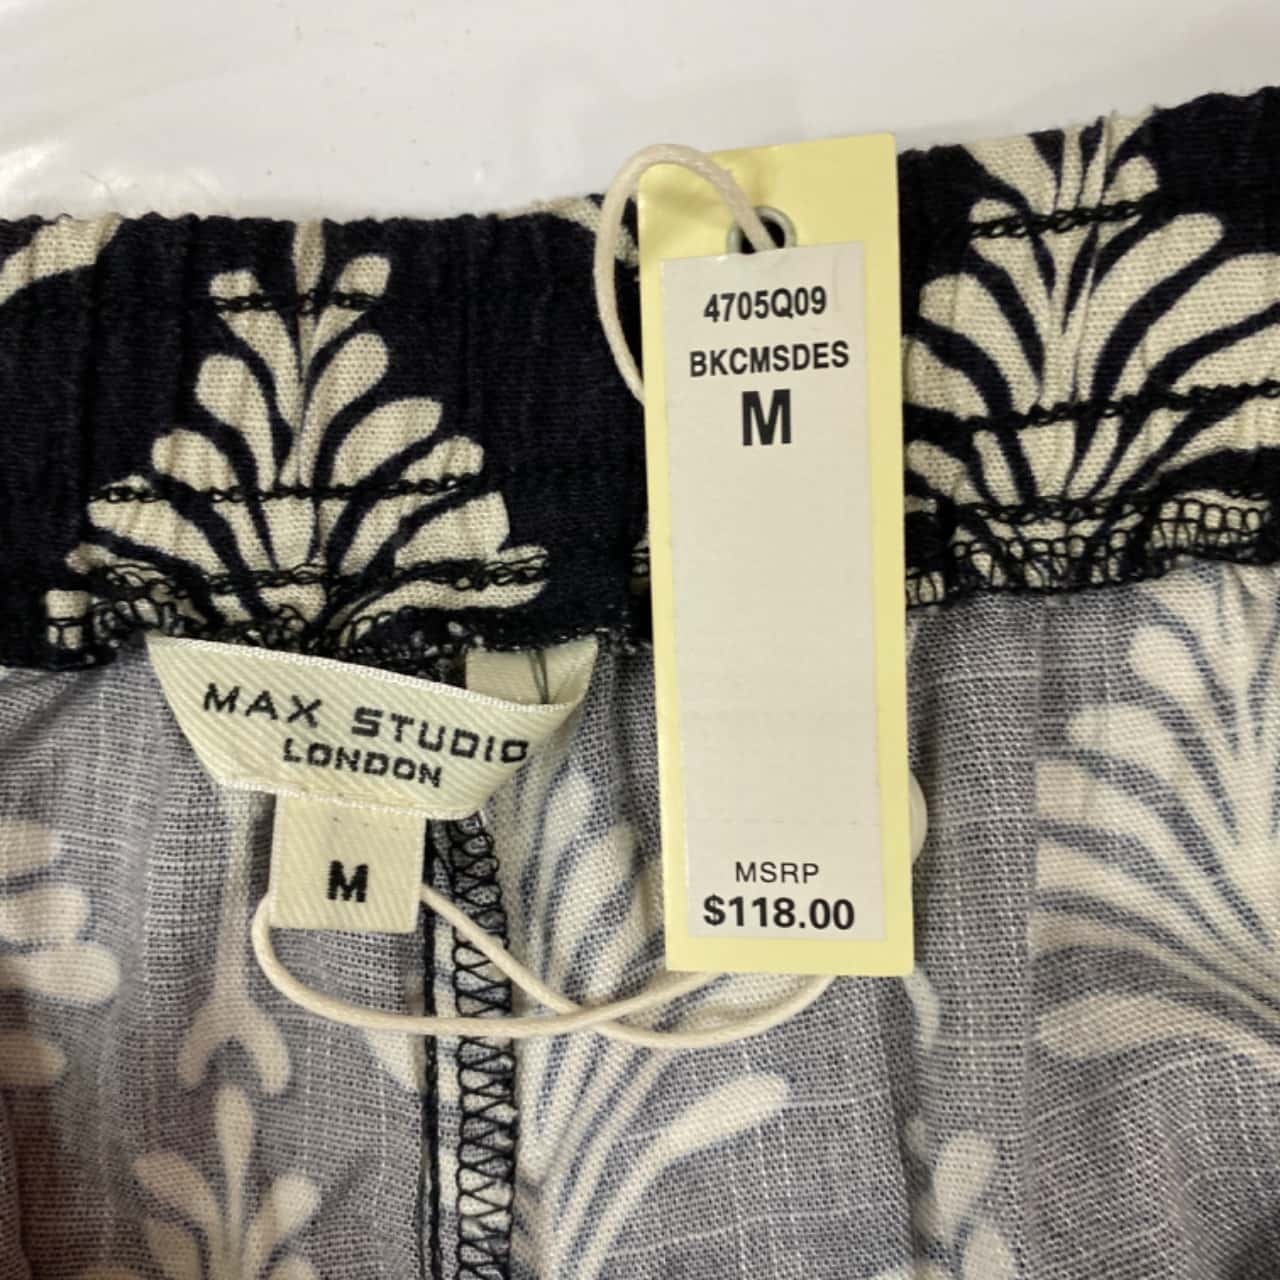 4705Q09
BKCMSDES
M
MSRP
$118.00
MAX STUDIO
LONDON
M